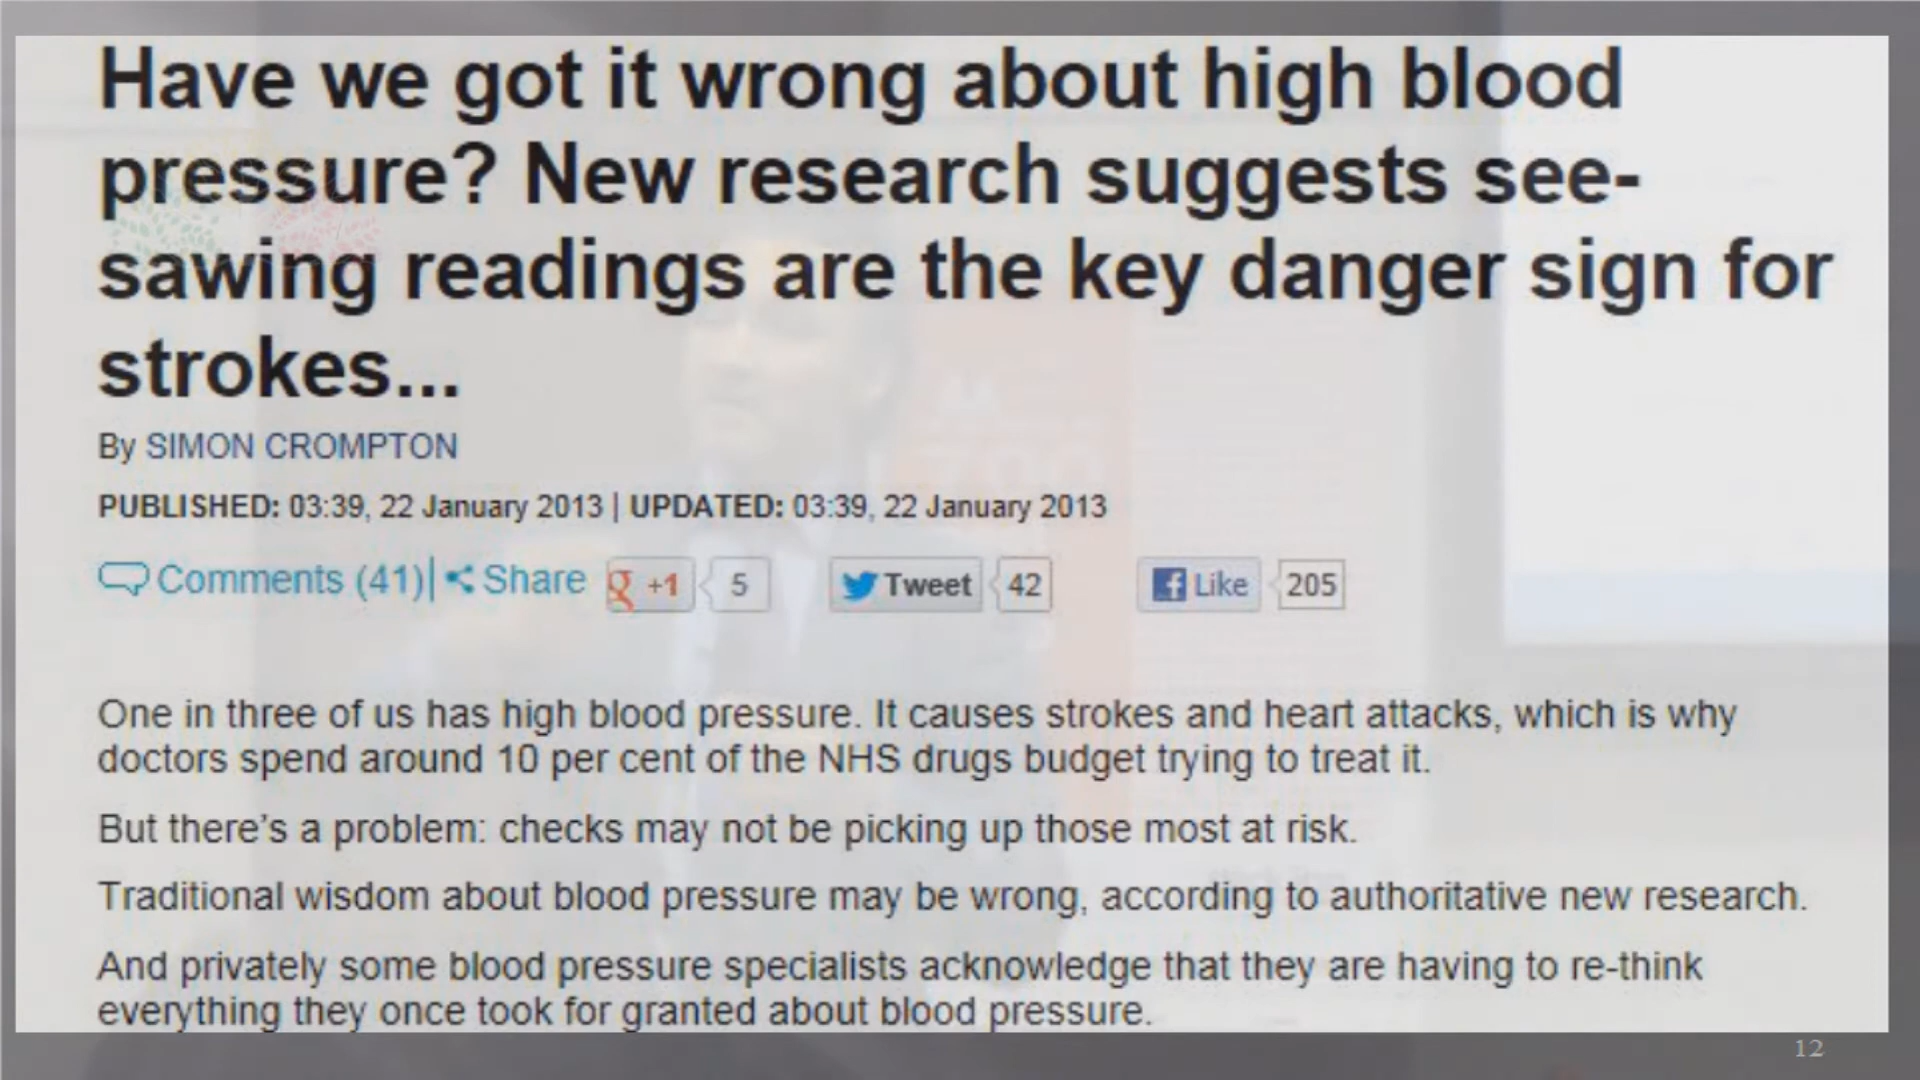 Have we got it wrong about high blood
pressure? New research suggests see-
sawing readings are the key danger sign for
strokes...
By SIMON CROMPTON
PUBLISHED: 03:39, 22 January 2013 | UPDATED: 03:39, 22 January 2013
Comments (41)| Share g +1 5 Tweet 42 f Like 205
One in three of us has high blood pressure. It causes strokes and heart attacks, which is why
doctors spend around 10 per cent of the NHS drugs budget trying to treat it.
But there's a problem: checks may not be picking up those most at risk.
Traditional wisdom about blood pressure may be wrong, according to authoritative new research.
And privately some blood pressure specialists acknowledge that they are having to re-think
everything they once took for granted about blood pressure.
12